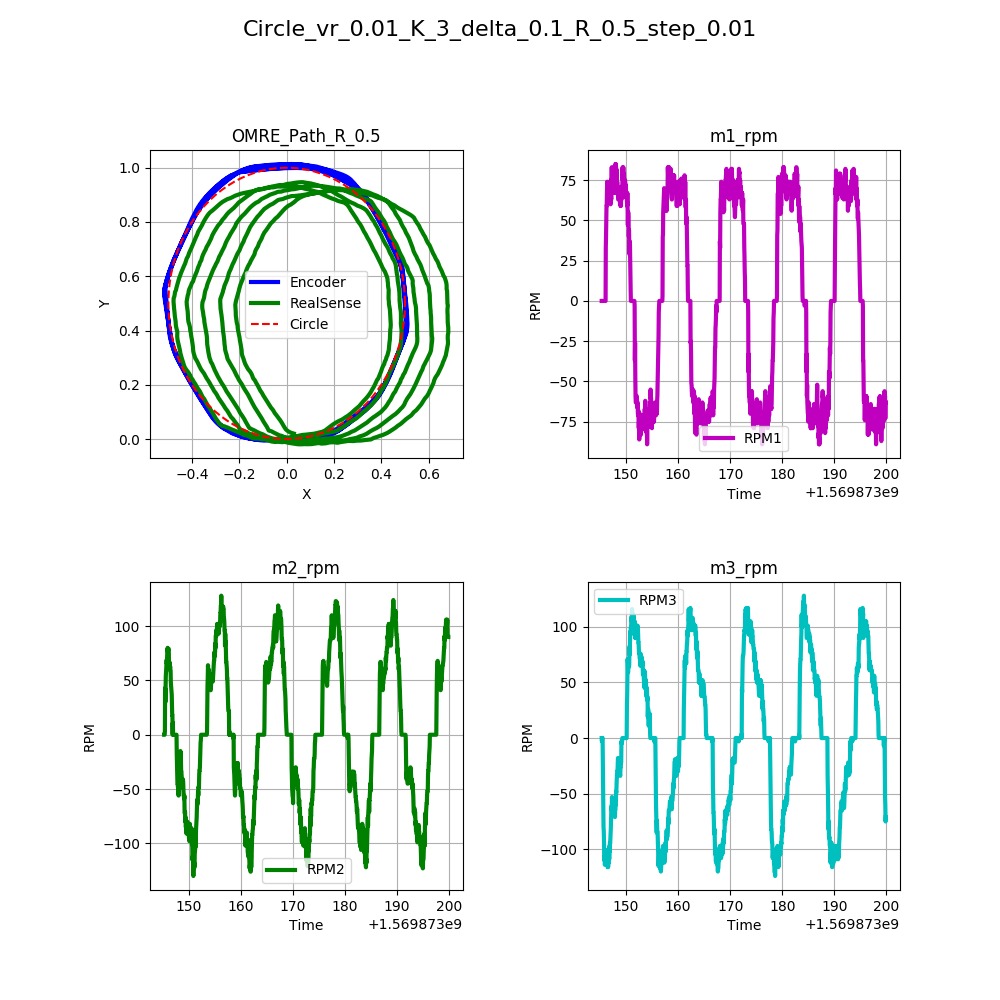 Circle_vr_0.01_K_3_delta_0.1_R_0.5_step_0.01
OMRE_Path_R_0.5
1.0
0.8
0.6
0.4
0.2
0.0
Y
Encoder
RealSense
Circle
−0.4 −0.2 0.0 0.2 0.4 0.6
X
m1_rpm
75
50
25
0
−25
−50
−75
RPM
RPM1
150 160 170 180 190 200
Time
+1.569873e9
m2_rpm
100
50
0
−50
−100
RPM
RPM2
150 160 170 180 190 200
Time
+1.569873e9
m3_rpm
RPM3
100
50
0
−50
−100
RPM
150 160 170 180 190 200
Time
+1.569873e9